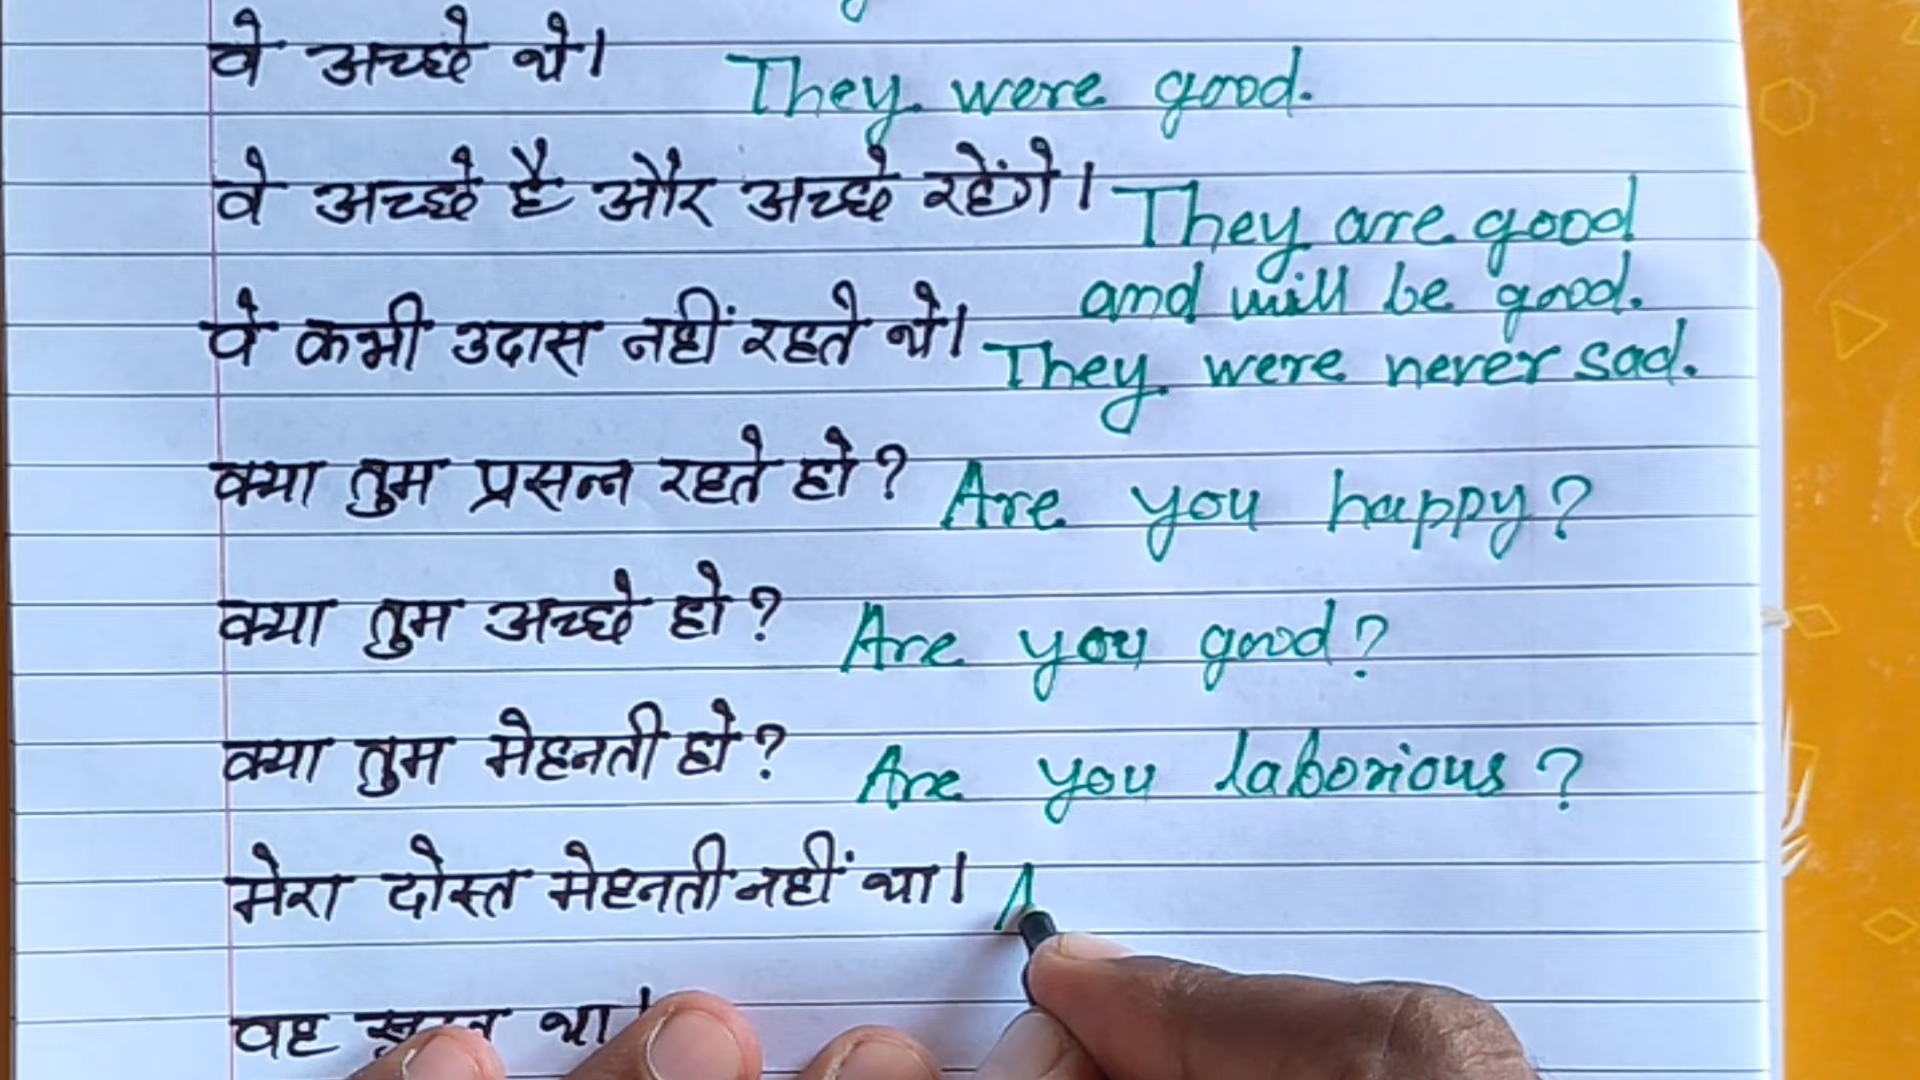 वे अच्छे थे। They were good.
वे अच्छे है और अच्छे रहेंगे। They are good
and will be good.
वे कभी उदास नहीं रहते थे। They were never sad.
क्या तुम प्रसन्न रहते हो? Are you happy?
क्या तुम अच्छे हो? Are you good?
क्या तुम मेहनती हो? Are you laborious?
मेरा दोस्त मेहनती नहीं था।
वह था।